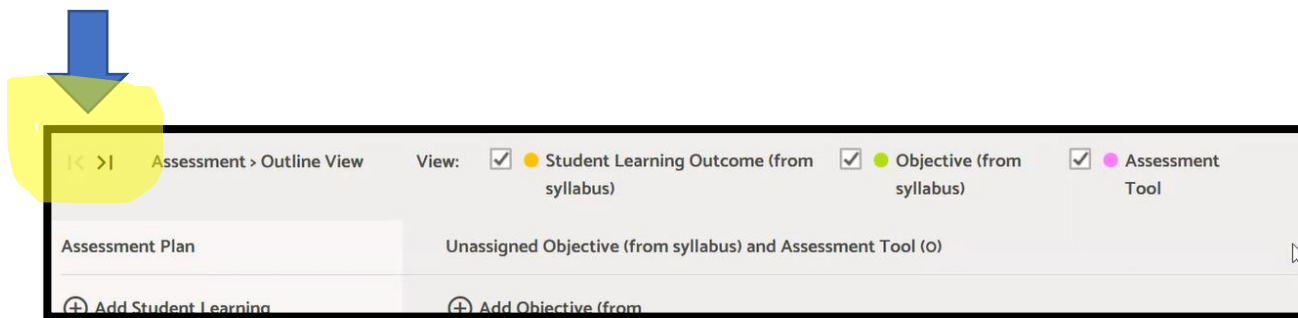 |< >| Assessment > Outline View View: Student Learning Outcome (from Objective (from Assessment
syllabus) syllabus) Tool
Assessment Plan Unassigned Objective (from syllabus) and Assessment Tool (0)
Add Student Learning Add Objective (from